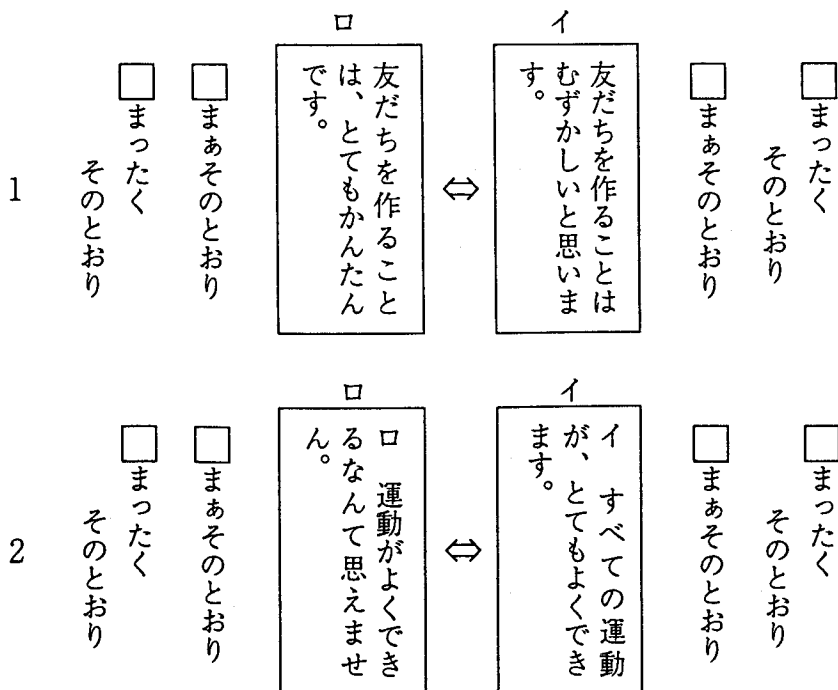 □まったく
そのとおり
□まぁそのとおり
イ
友だちを作ることは
むずかしいと思いま
す。
⇔
ロ
友だちを作ること
は、とてもかんたん
です。
□まぁそのとおり
□まったく
そのとおり
1
□まったく
そのとおり
□まぁそのとおり
イ
イ　すべての運動
が、とてもよくでき
ます。
⇔
ロ
ロ　運動がよくでき
るなんて思えませ
ん。
□まぁそのとおり
□まったく
そのとおり
2